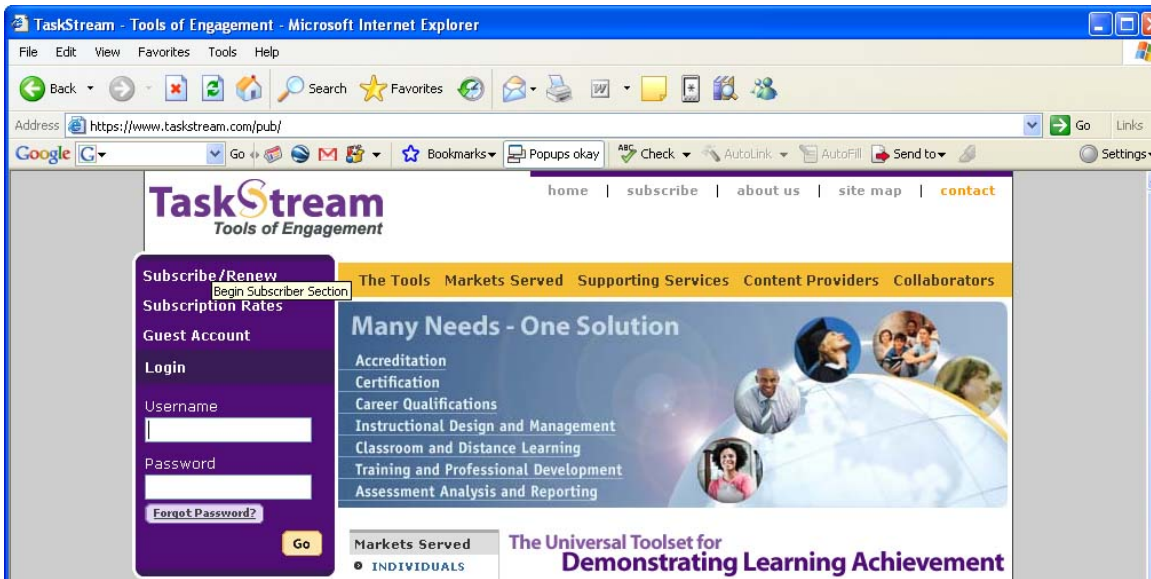 TaskStream - Tools of Engagement - Microsoft Internet Explorer
File Edit View Favorites Tools Help
Back Search Favorites
Address https://www.taskstream.com/pub/ Go Links
Google G Go Bookmarks Popups okay ABC Check AutoLink AutoFill Send to Settings
home | subscribe | about us | site map | contact
TaskStream
Tools of Engagement
Subscribe/Renew
Begin Subscriber Section
Subscription Rates
Guest Account
Login
Username
Password
Forgot Password?
Go
The Tools Markets Served Supporting Services Content Providers Collaborators
Many Needs - One Solution
Accreditation
Certification
Career Qualifications
Instructional Design and Management
Classroom and Distance Learning
Training and Professional Development
Assessment Analysis and Reporting
Markets Served
INDIVIDUALS
The Universal Toolset for
Demonstrating Learning Achievement